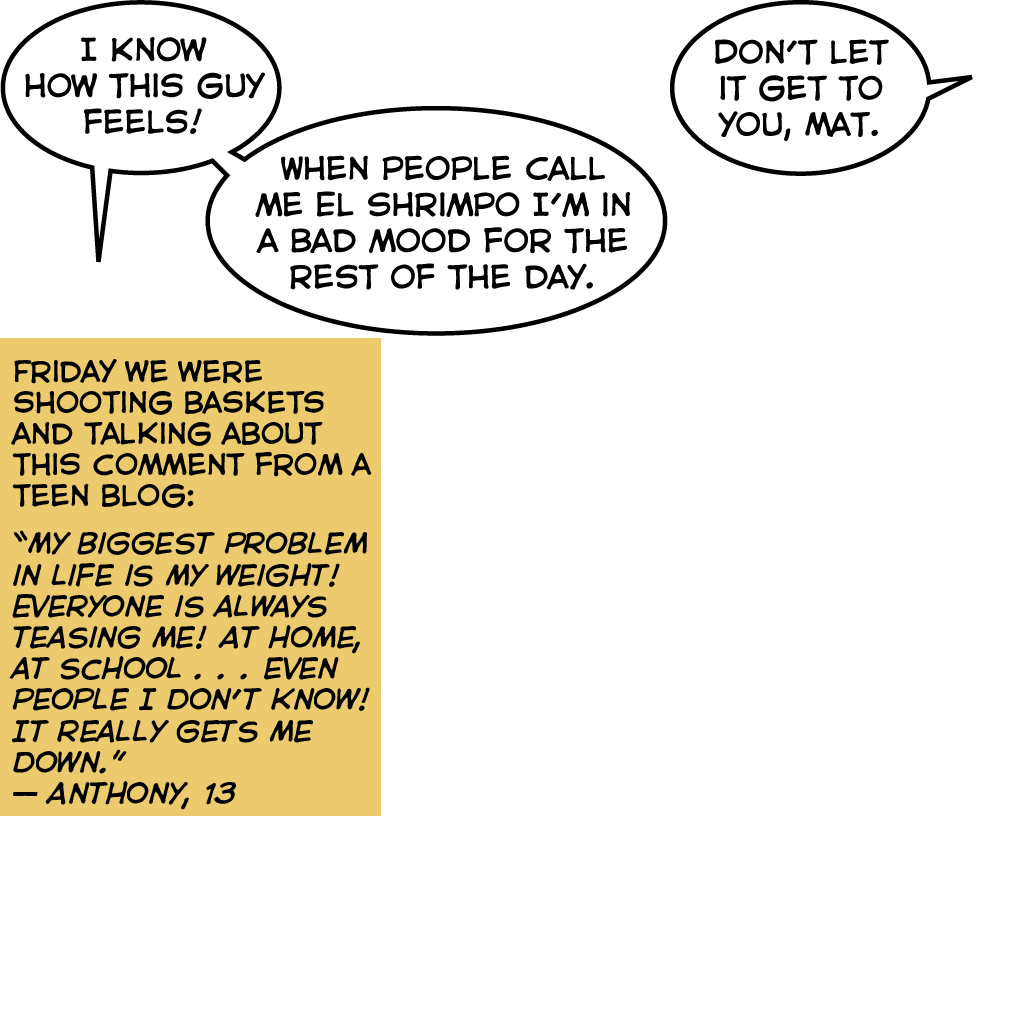 I KNOW
HOW THIS GUY
FEELS!
WHEN PEOPLE CALL
ME EL SHRIMPO I'M IN
A BAD MOOD FOR THE
REST OF THE DAY.
DON'T LET
IT GET TO
YOU, MAT.
FRIDAY WE WERE
SHOOTING BASKETS
AND TALKING ABOUT
THIS COMMENT FROM A
TEEN BLOG:
“MY BIGGEST PROBLEM
IN LIFE IS MY WEIGHT!
EVERYONE IS ALWAYS
TEASING ME! AT HOME,
AT SCHOOL . . . EVEN
PEOPLE I DON'T KNOW!
IT REALLY GETS ME
DOWN.”
— ANTHONY, 13